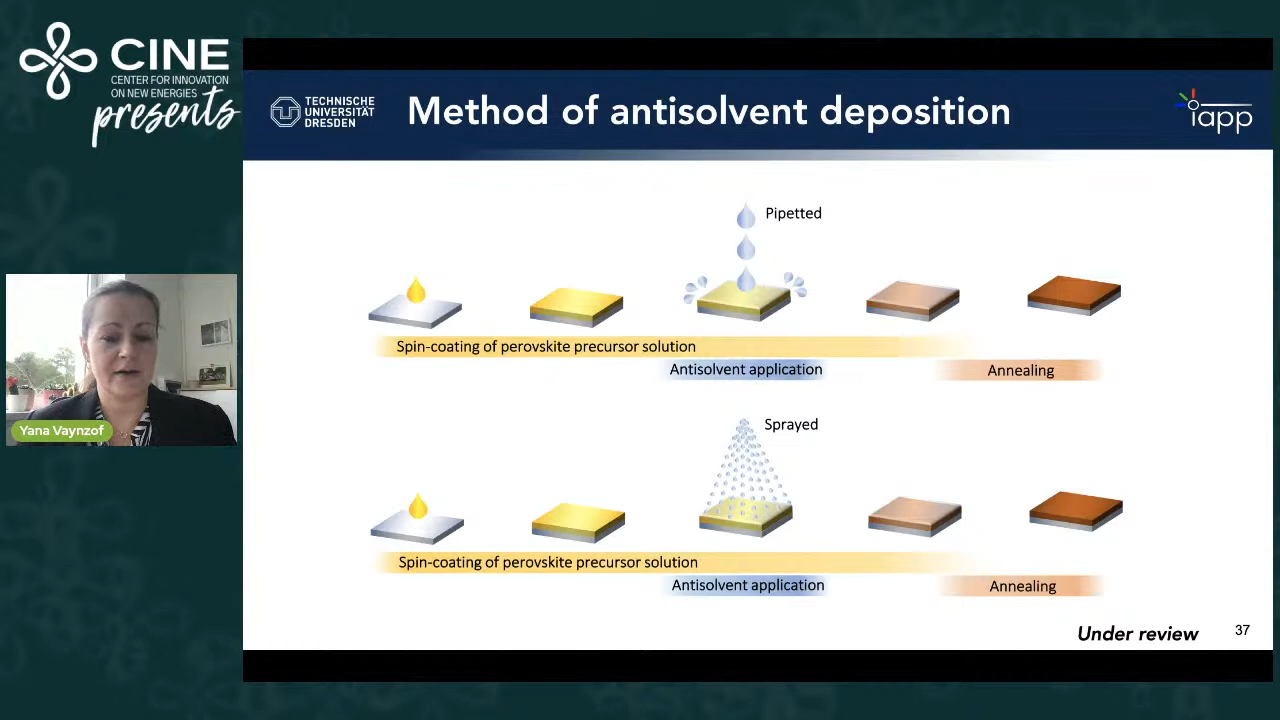 CINE
CENTER FOR INNOVATION
ON NEW ENERGIES
presents
TECHNISCHE
UNIVERSITÄT
DRESDEN
Method of antisolvent deposition
iapp
Pipetted
Spin-coating of perovskite precursor solution
Antisolvent application
Annealing
Yana Vaynzof
Sprayed
Spin-coating of perovskite precursor solution
Antisolvent application
Annealing
Under review
37